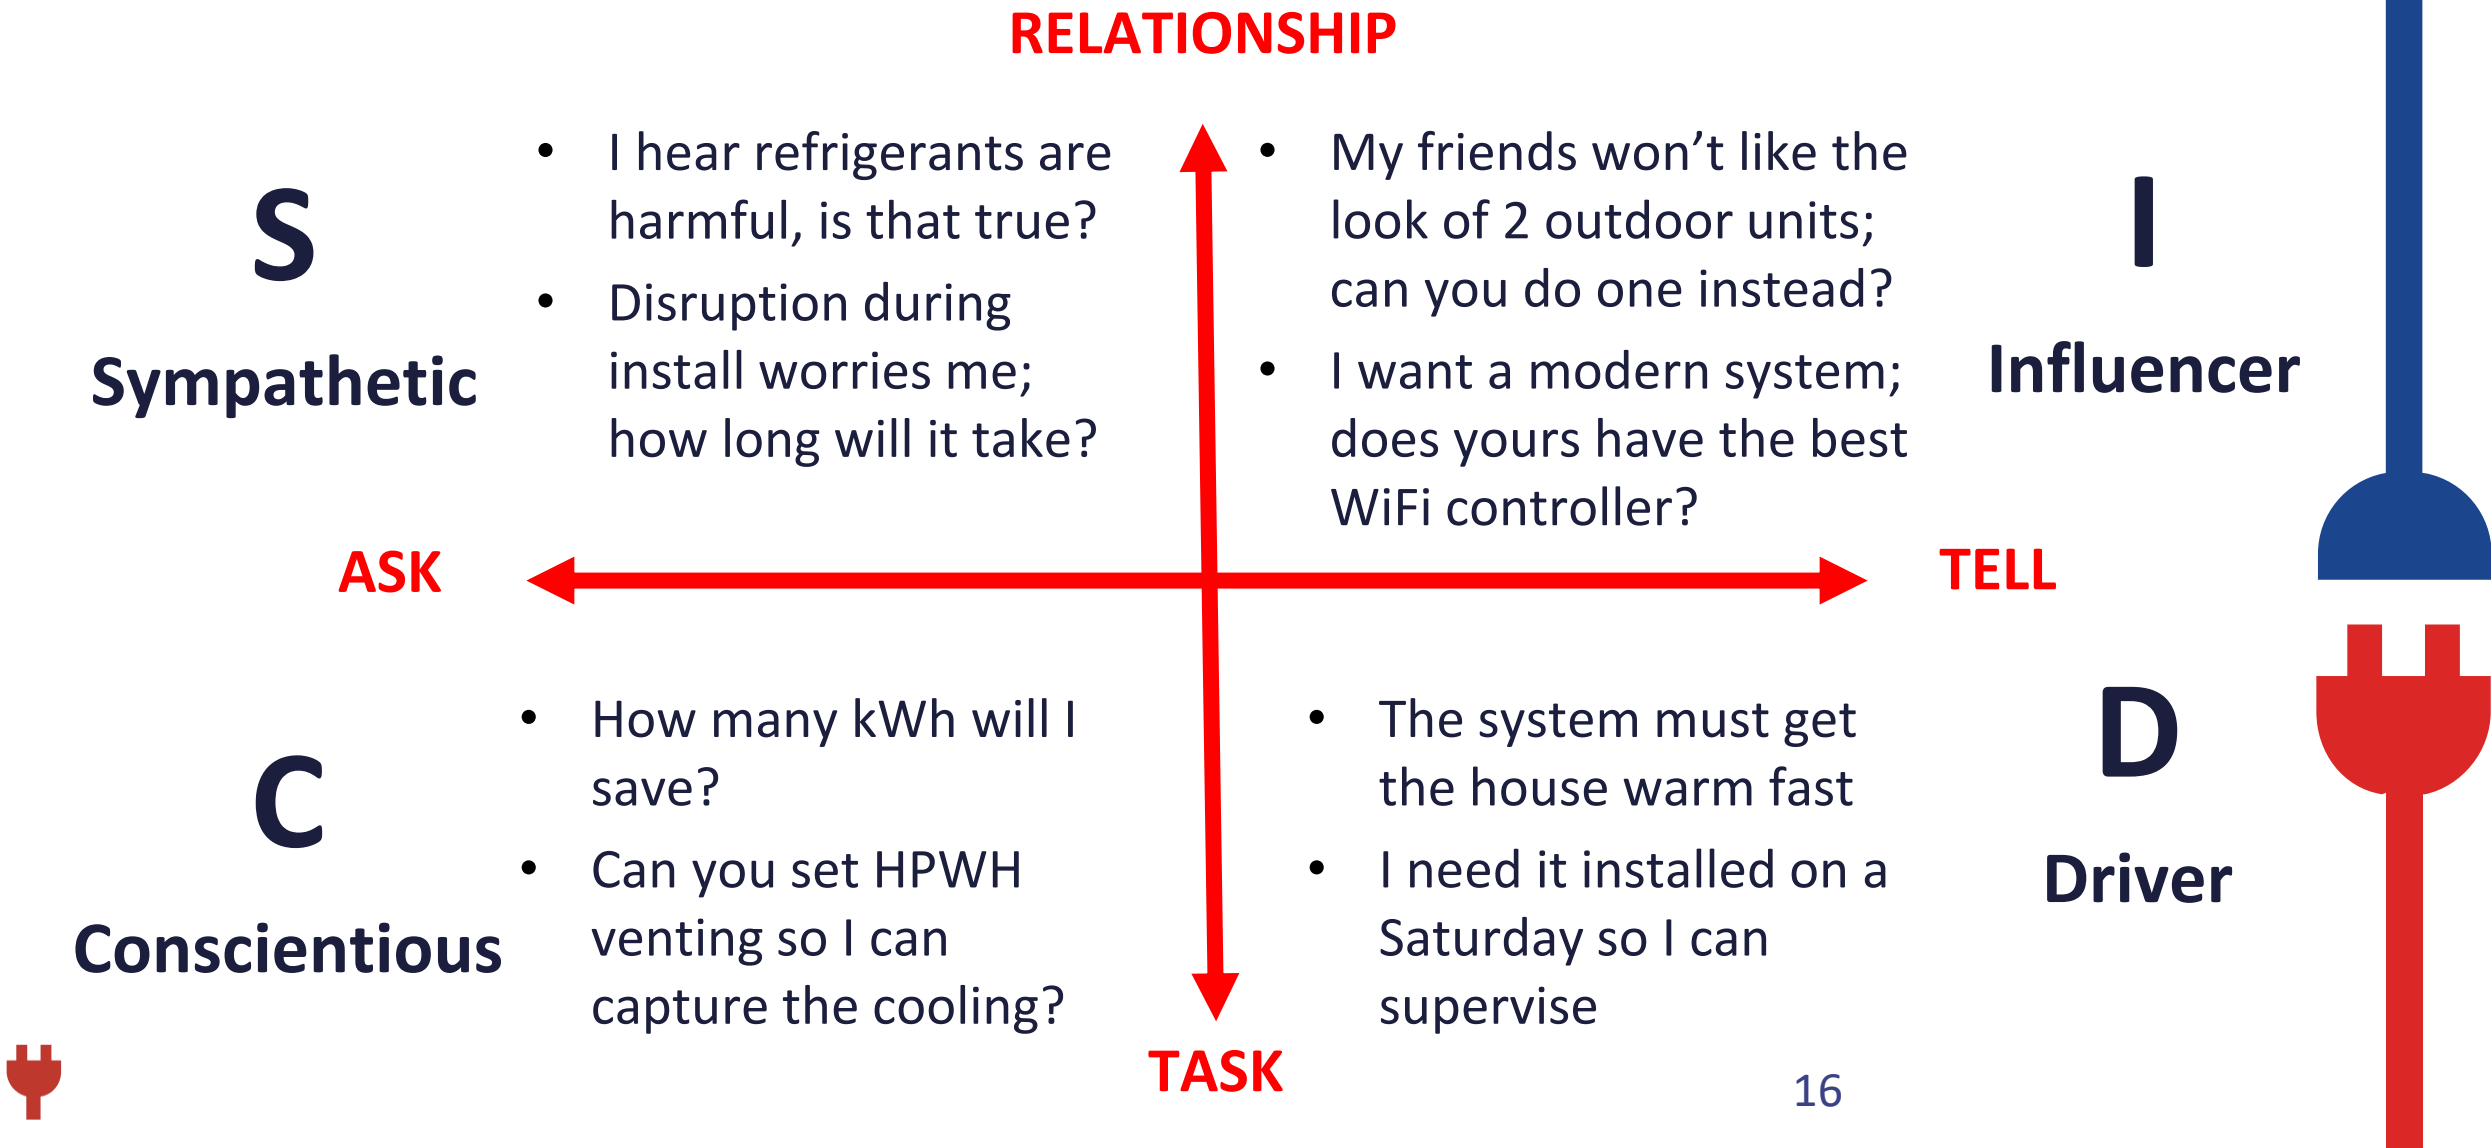 RELATIONSHIP
S
Sympathetic
• I hear refrigerants are
harmful, is that true?
• Disruption during
install worries me;
how long will it take?
• My friends won’t like the
look of 2 outdoor units;
can you do one instead?
• I want a modern system;
does yours have the best
WiFi controller?
I
Influencer
ASK
TELL
C
Conscientious
• How many kWh will I
save?
• Can you set HPWH
venting so I can
capture the cooling?
• The system must get
the house warm fast
• I need it installed on a
Saturday so I can
supervise
D
Driver
TASK
16